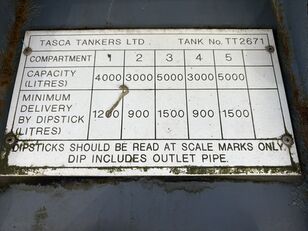 TASCA TANKERS LTD. TANK No. TT2671
COMPARTMENT 1 2 3 4 5
CAPACITY (LITRES) 4000 3000 5000 3000 5000
MINIMUM DELIVERY BY DIPSTICK (LITRES) 1200 900 1500 900 1500
DIPSTICKS SHOULD BE READ AT SCALE MARKS ONLY
DIP INCLUDES OUTLET PIPE.